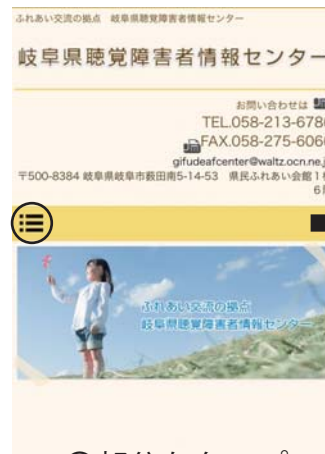 ふれあい交流の拠点　岐阜県聴覚障害者情報センター
岐阜県聴覚障害者情報センター
お問い合わせは
TEL.058-213-678
FAX.058-275-606
gifudeafcenter@waltz.ocn.ne.j
〒500-8384 岐阜県岐阜市薮田南5-14-53　県民ふれあい会館1
6
ふれあい交流の拠点
岐阜県聴覚障害者情報センター